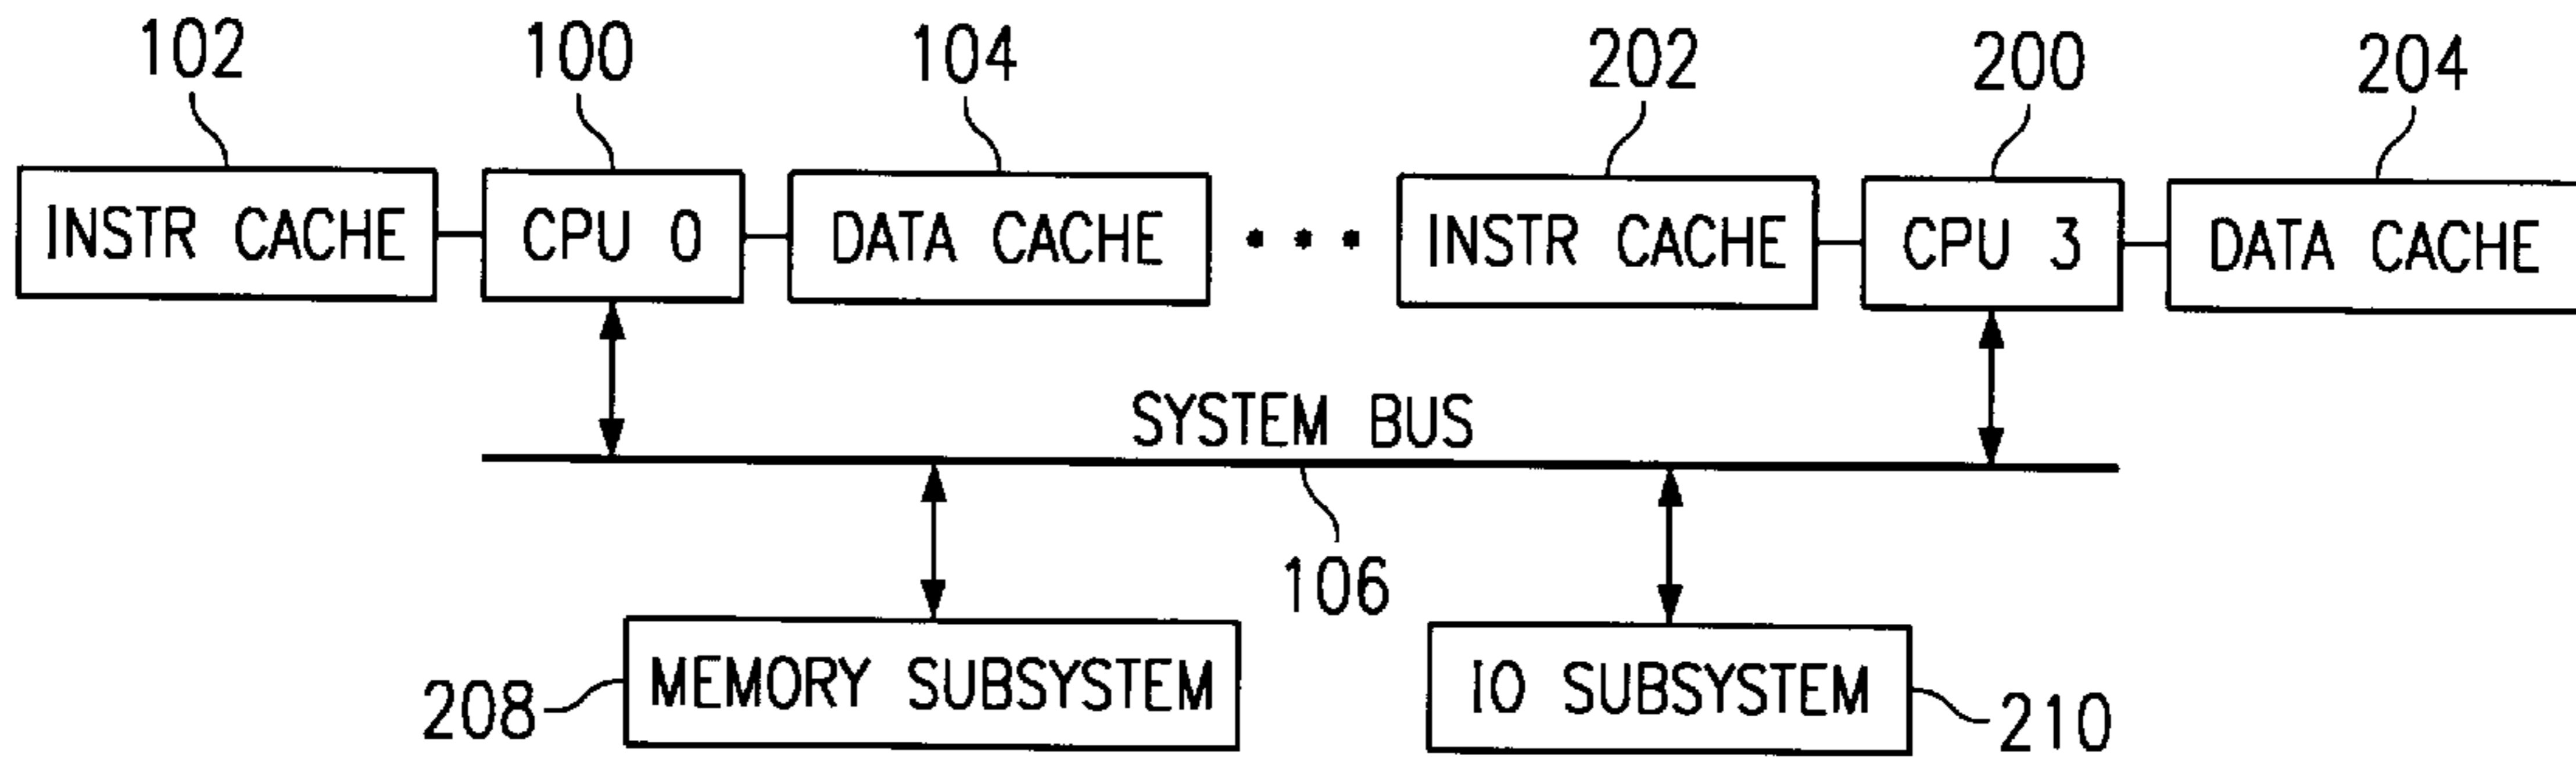 102 100 104 202 200 204
INSTR CACHE CPU 0 DATA CACHE INSTR CACHE CPU 3 DATA CACHE
SYSTEM BUS
106
208 MEMORY SUBSYSTEM IO SUBSYSTEM 210